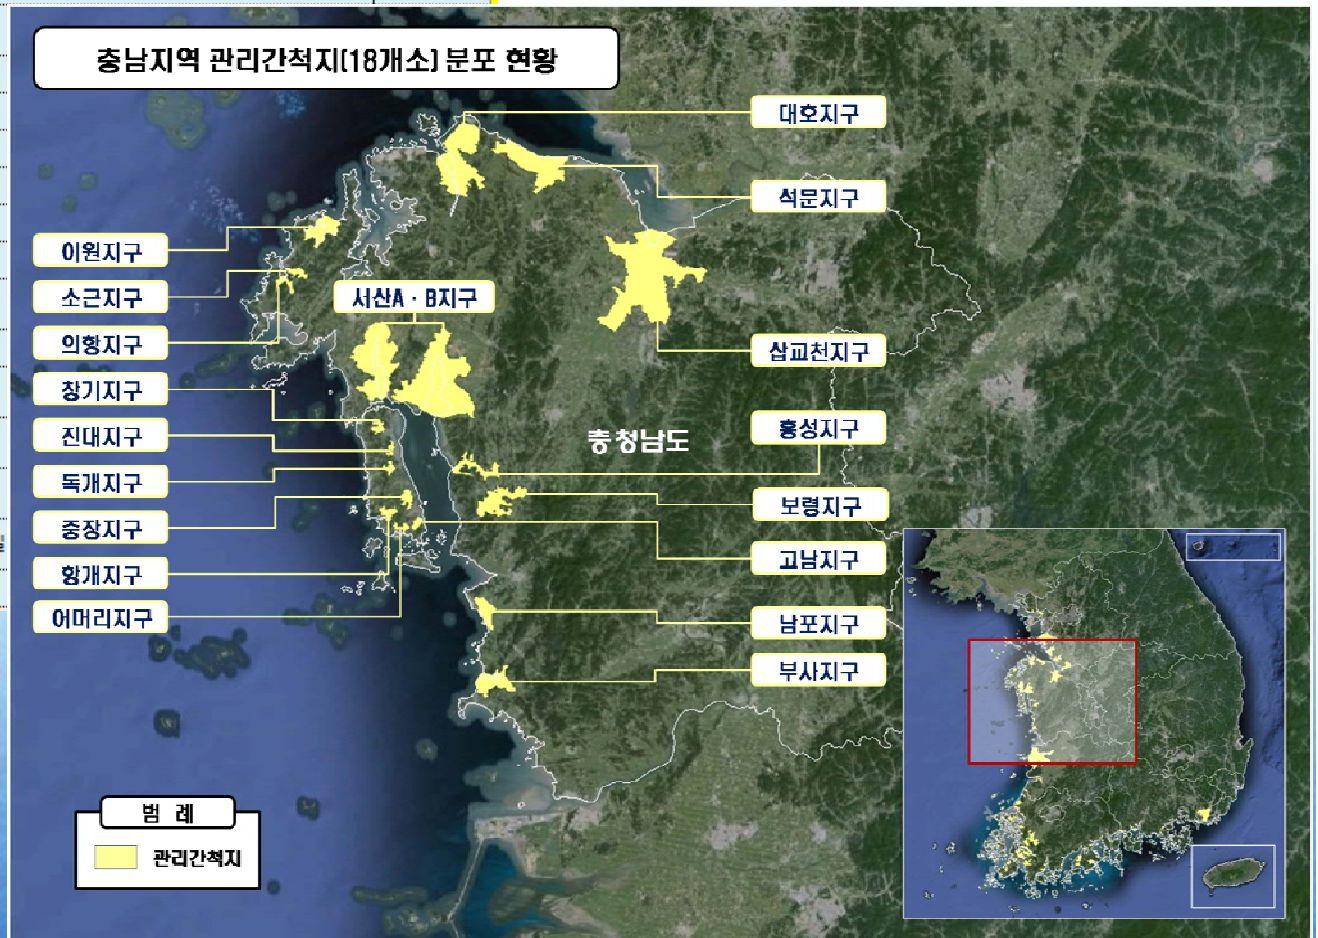 충남지역 관리간척지(18개소) 분포 현황
대호지구
석문지구
이원지구
소근지구
의항지구
서산A·B지구
삽교천지구
창기지구
진대지구
독개지구
중장지구
황개지구
어머리지구
충청남도
홍성지구
보령지구
고남지구
남포지구
부사지구
범 례
관리간척지